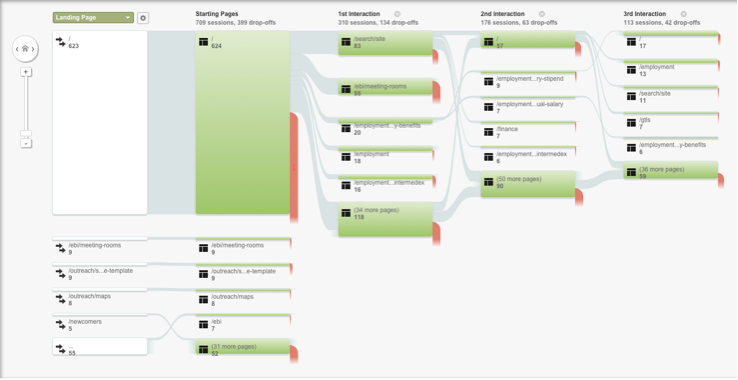 Landing Page
/
623
/ebi/meeting-rooms
9
/outreach/s...e-template
9
/outreach/maps
8
/newcomers
5
...
55
Starting Pages
709 sessions, 399 drop-offs
/
624
/ebi/meeting-rooms
9
/outreach/s...e-template
9
/outreach/maps
8
/ebi
7
(31 more pages)
52
1st Interaction
310 sessions, 134 drop-offs
/search/site
83
/ebi/meeting-rooms
55
/employment...y-benefits
20
/employment
18
/employment...intermedex
16
(34 more pages)
118
2nd Interaction
176 sessions, 63 drop-offs
/
57
/employment...ry-stipend
9
/employment...ual-salary
7
/finance
7
/employment...intermedex
6
(50 more pages)
90
3rd Interaction
113 sessions, 42 drop-offs
/
17
/employment
13
/search/site
11
/gtls
7
/employment...y-benefits
6
(36 more pages)
59